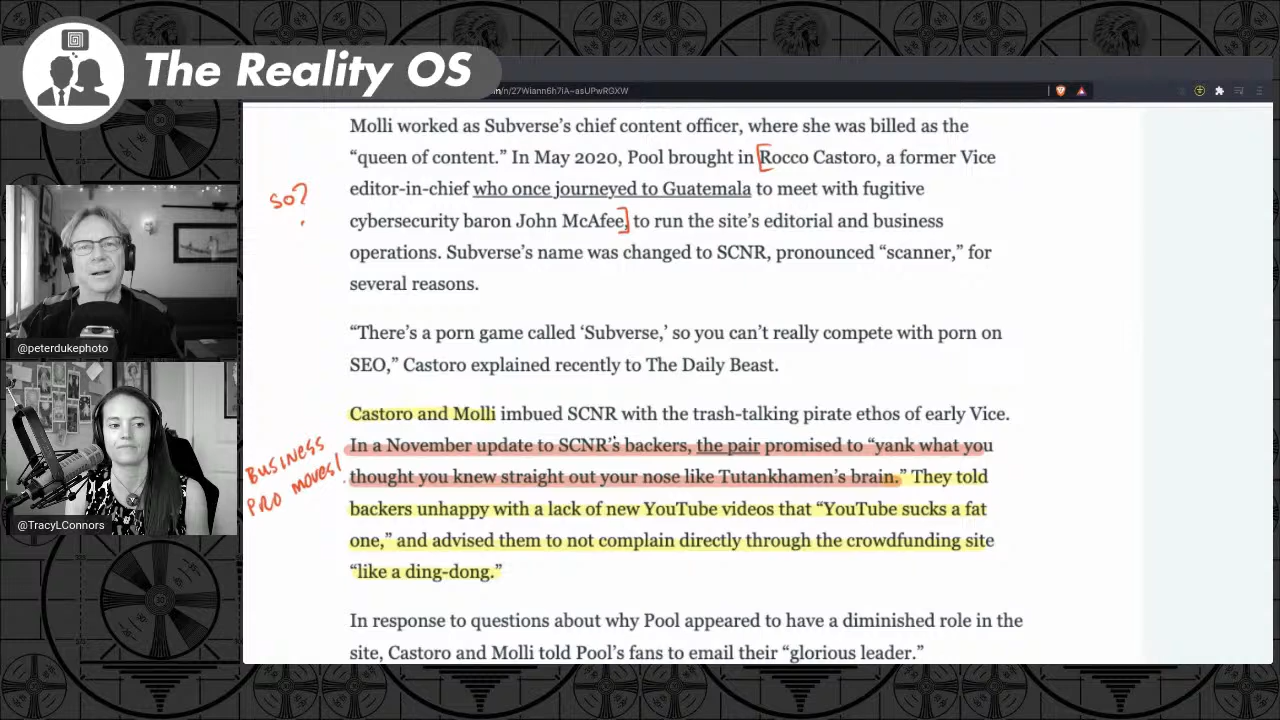 The Reality OS
n/n/27Wiann6h7iA-asUPwRGXW
Molli worked as Subverse’s chief content officer, where she was billed as the
“queen of content.” In May 2020, Pool brought in Rocco Castoro, a former Vice
editor-in-chief who once journeyed to Guatemala to meet with fugitive
cybersecurity baron John McAfee, to run the site’s editorial and business
operations. Subverse’s name was changed to SCNR, pronounced “scanner,” for
several reasons.
so?
“There’s a porn game called ‘Subverse,’ so you can’t really compete with porn on
SEO,” Castoro explained recently to The Daily Beast.
Castoro and Molli imbued SCNR with the trash-talking pirate ethos of early Vice.
In a November update to SCNR’s backers, the pair promised to “yank what you
thought you knew straight out your nose like Tutankhamen’s brain.” They told
backers unhappy with a lack of new YouTube videos that “YouTube sucks a fat
one,” and advised them to not complain directly through the crowdfunding site
“like a ding-dong.”
BUSINESS
PRO MOVES!
In response to questions about why Pool appeared to have a diminished role in the
site, Castoro and Molli told Pool’s fans to email their “glorious leader.”
@peterdukephoto
@TracyLConnors